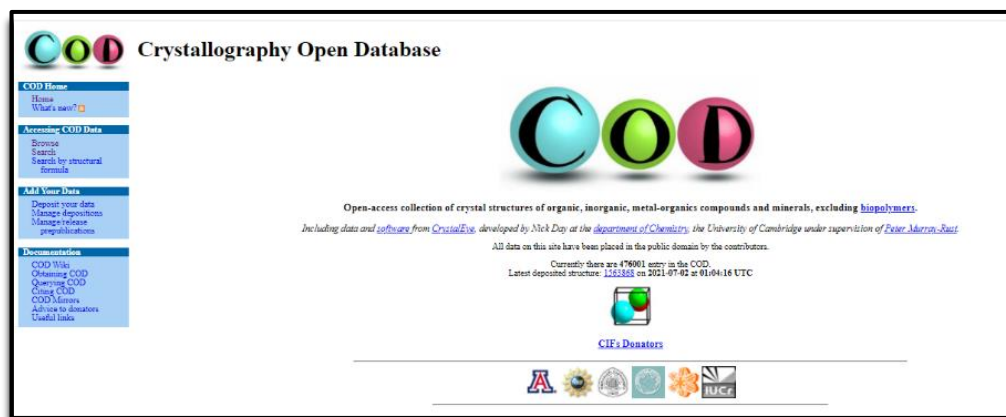 COD Crystallography Open Database
COD Home
Home
What's new?
Accessing COD Data
Browse
Search
Search by structural
formula
Add Your Data
Deposit your data
Manage depositions
Manage/release
prepublications
Documentation
COD Wiki
Obtaining COD
Querying COD
Citing COD
COD Mirrors
Advice to donators
Useful links
COD
Open-access collection of crystal structures of organic, inorganic, metal-organics compounds and minerals, excluding biopolymers.
Including data and software from CrystalEye, developed by Nick Day at the department of Chemistry, the University of Cambridge under supervision of Peter Murray-Rust.
All data on this site have been placed in the public domain by the contributors.
Currently there are 476001 entry in the COD.
Latest deposited structure: 1563868 on 2021-07-02 at 01:04:16 UTC
CIFs Donators
A
IUCr